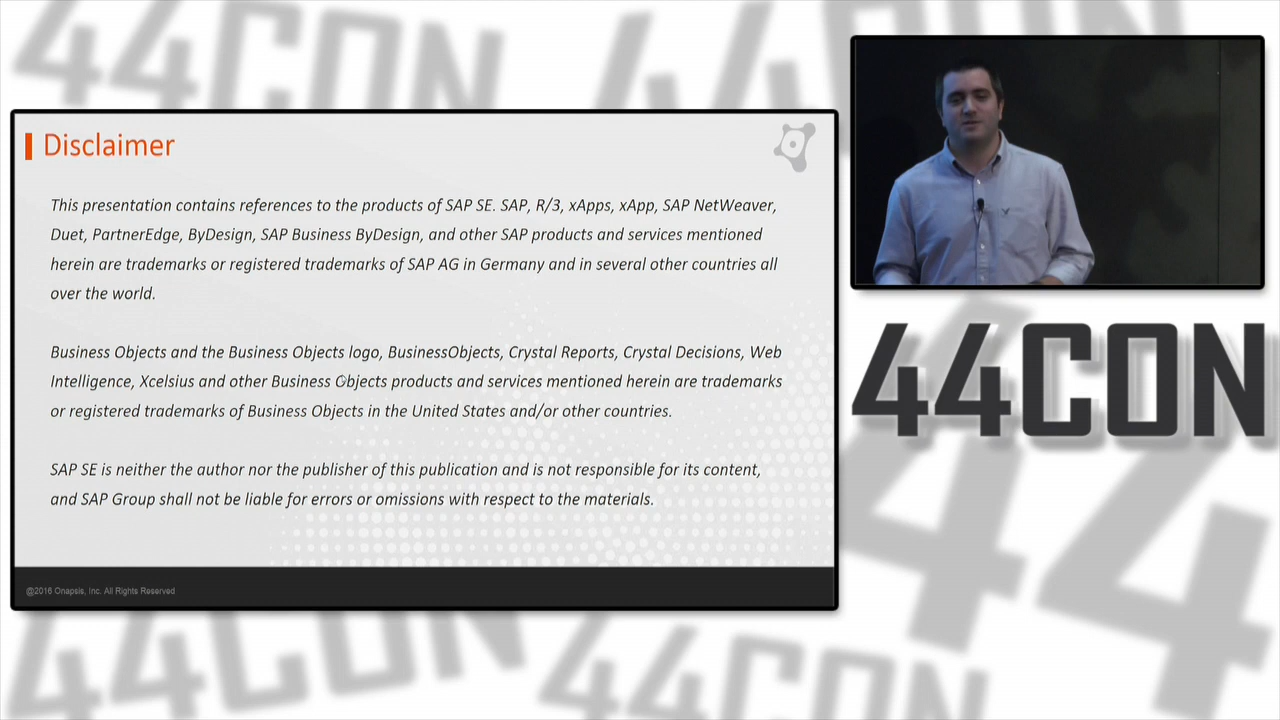 Disclaimer
This presentation contains references to the products of SAP SE. SAP, R/3, xApps, xApp, SAP NetWeaver,
Duet, PartnerEdge, ByDesign, SAP Business ByDesign, and other SAP products and services mentioned
herein are trademarks or registered trademarks of SAP AG in Germany and in several other countries all
over the world.
Business Objects and the Business Objects logo, BusinessObjects, Crystal Reports, Crystal Decisions, Web
Intelligence, Xcelsius and other Business Objects products and services mentioned herein are trademarks
or registered trademarks of Business Objects in the United States and/or other countries.
SAP SE is neither the author nor the publisher of this publication and is not responsible for its content,
and SAP Group shall not be liable for errors or omissions with respect to the materials.
@2016 Onapsis, Inc. All Rights Reserved
44CON
44CON
44CON
44CON
44CON
44